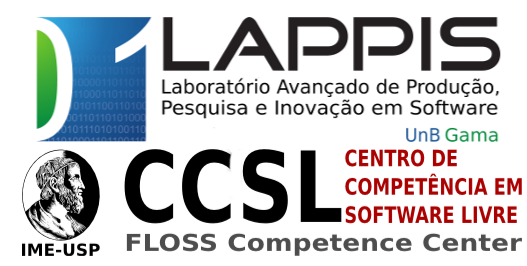 01 LAPPIS
Laboratório Avançado de Produção,
Pesquisa e Inovação em Software
UnB Gama
CCSL
CENTRO DE
COMPETÊNCIA EM
SOFTWARE LIVRE
IME-USP
FLOSS Competence Center